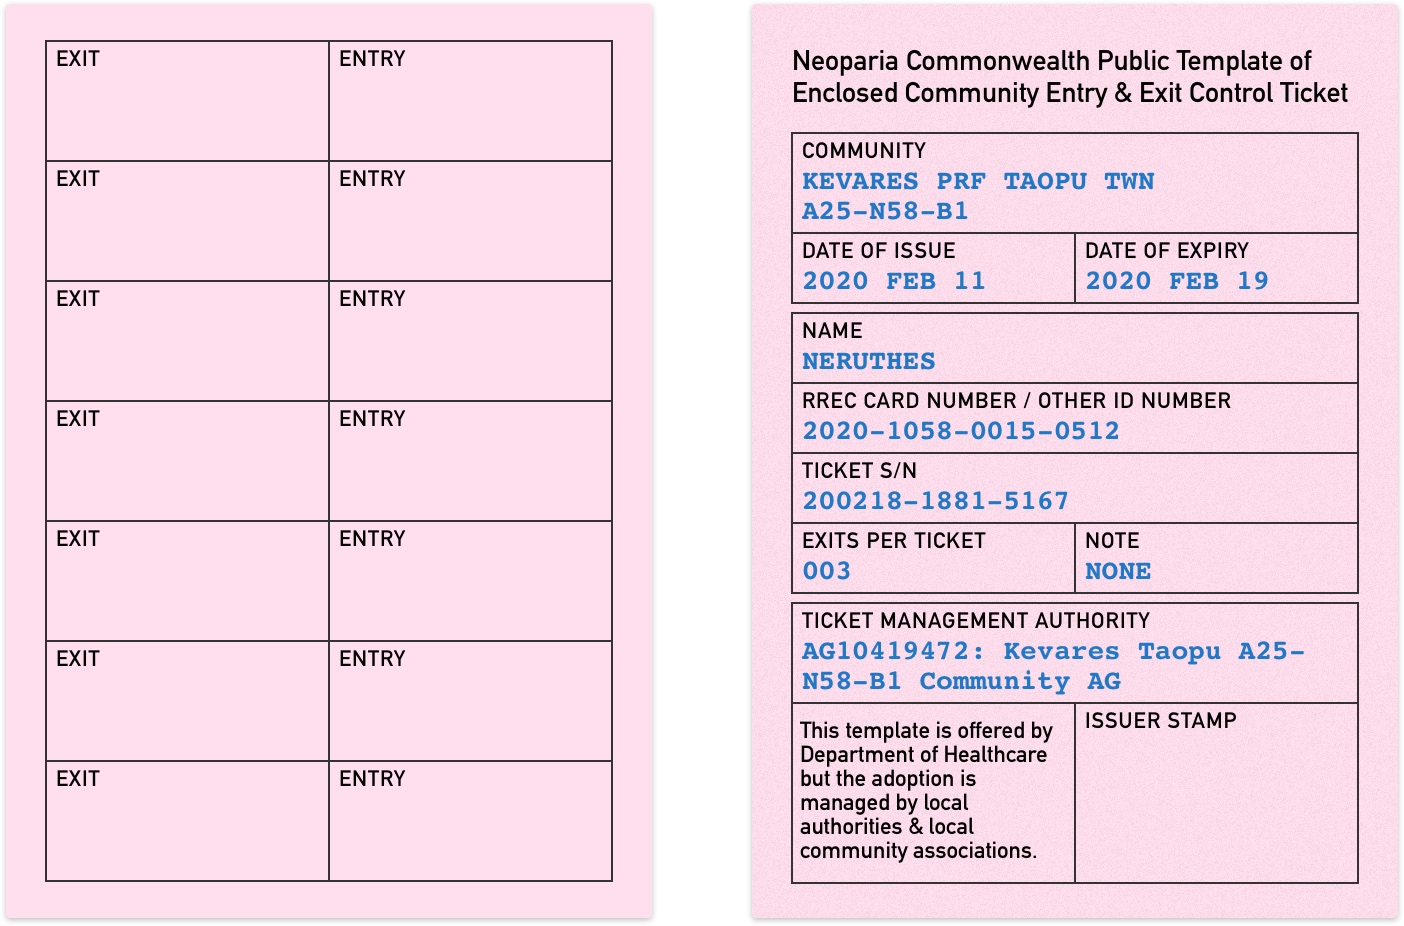 EXIT ENTRY
EXIT ENTRY
EXIT ENTRY
EXIT ENTRY
EXIT ENTRY
EXIT ENTRY
EXIT ENTRY
Neoparia Commonwealth Public Template of
Enclosed Community Entry & Exit Control Ticket
COMMUNITY
KEVARES PRF TAOPU TWN
A25-N58-B1
DATE OF ISSUE DATE OF EXPIRY
2020 FEB 11 2020 FEB 19
NAME
NERUTHES
RREC CARD NUMBER / OTHER ID NUMBER
2020-1058-0015-0512
TICKET S/N
200218-1881-5167
EXITS PER TICKET NOTE
003 NONE
TICKET MANAGEMENT AUTHORITY
AG10419472: Kevares Taopu A25-
N58-B1 Community AG
This template is offered by
Department of Healthcare
but the adoption is
managed by local
authorities & local
community associations.
ISSUER STAMP